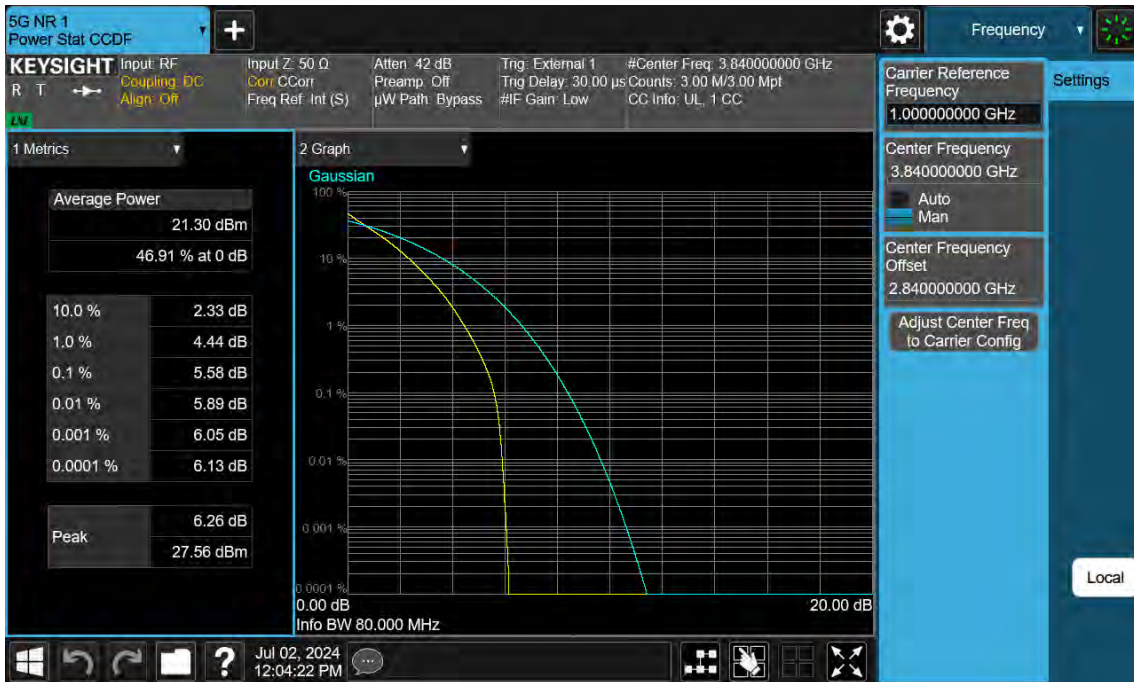 5G NR 1
Power Stat CCDF
Frequency
KEYSIGHT
R T
LNI
Input: RF
Coupling: DC
Align: Off
Input Z: 50 Ω
Corr CCorr
Freq Ref: Int (S)
Atten: 42 dB
Preamp: Off
µW Path: Bypass
Trig: External 1
Trig Delay: 30.00 µs
#IF Gain: Low
#Center Freq: 3.840000000 GHz
Counts: 3.00 M/3.00 Mpt
CC Info: UL, 1 CC
1 Metrics
Average Power
21.30 dBm
46.91 % at 0 dB
10.0 % 2.33 dB
1.0 % 4.44 dB
0.1 % 5.58 dB
0.01 % 5.89 dB
0.001 % 6.05 dB
0.0001 % 6.13 dB
Peak
6.26 dB
27.56 dBm
2 Graph
Gaussian
100 %
10 %
1 %
0.1 %
0.01 %
0.001 %
0.0001 %
0.00 dB 20.00 dB
Info BW 80.000 MHz
Carrier Reference
Frequency
1.000000000 GHz
Center Frequency
3.840000000 GHz
Auto
Man
Center Frequency
Offset
2.840000000 GHz
Adjust Center Freq
to Carrier Config
Settings
Local
?
Jul 02, 2024
12:04:22 PM